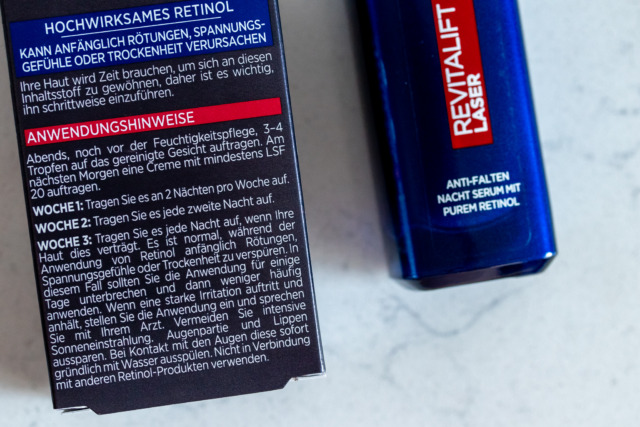 HOCHWIRKSAMES RETINOL
KANN ANFÄNGLICH RÖTUNGEN, SPANNUNGS-
GEFÜHLE ODER TROCKENHEIT VERURSACHEN
Ihre Haut wird Zeit brauchen, um sich an diesen
Inhaltsstoff zu gewöhnen, daher ist es wichtig,
ihn schrittweise einzuführen.
ANWENDUNGSHINWEISE
Abends, noch vor der Feuchtigkeitspflege, 3-4
Tropfen auf das gereinigte Gesicht auftragen. Am
nächsten Morgen eine Creme mit mindestens LSF
20 auftragen.
WOCHE 1: Tragen Sie es an 2 Nächten pro Woche auf.
WOCHE 2: Tragen Sie es jede zweite Nacht auf.
WOCHE 3: Tragen Sie es jede Nacht auf, wenn Ihre
Haut dies verträgt. Es ist normal, während der
Anwendung von Retinol anfänglich Rötungen,
Spannungsgefühle oder Trockenheit zu verspüren. In
diesem Fall sollten Sie die Anwendung für einige
Tage unterbrechen und dann weniger häufig
anwenden. Wenn eine starke Irritation auftritt und
anhält, stellen Sie die Anwendung ein und sprechen
Sie mit Ihrem Arzt. Vermeiden Sie intensive
Sonneneinstrahlung. Augenpartie und Lippen
aussparen. Bei Kontakt mit den Augen diese sofort
gründlich mit Wasser ausspülen. Nicht in Verbindung
mit anderen Retinol-Produkten verwenden.
REVITALIFT
LASER
ANTI-FALTEN
NACHT SERUM MIT
PUREM RETINOL